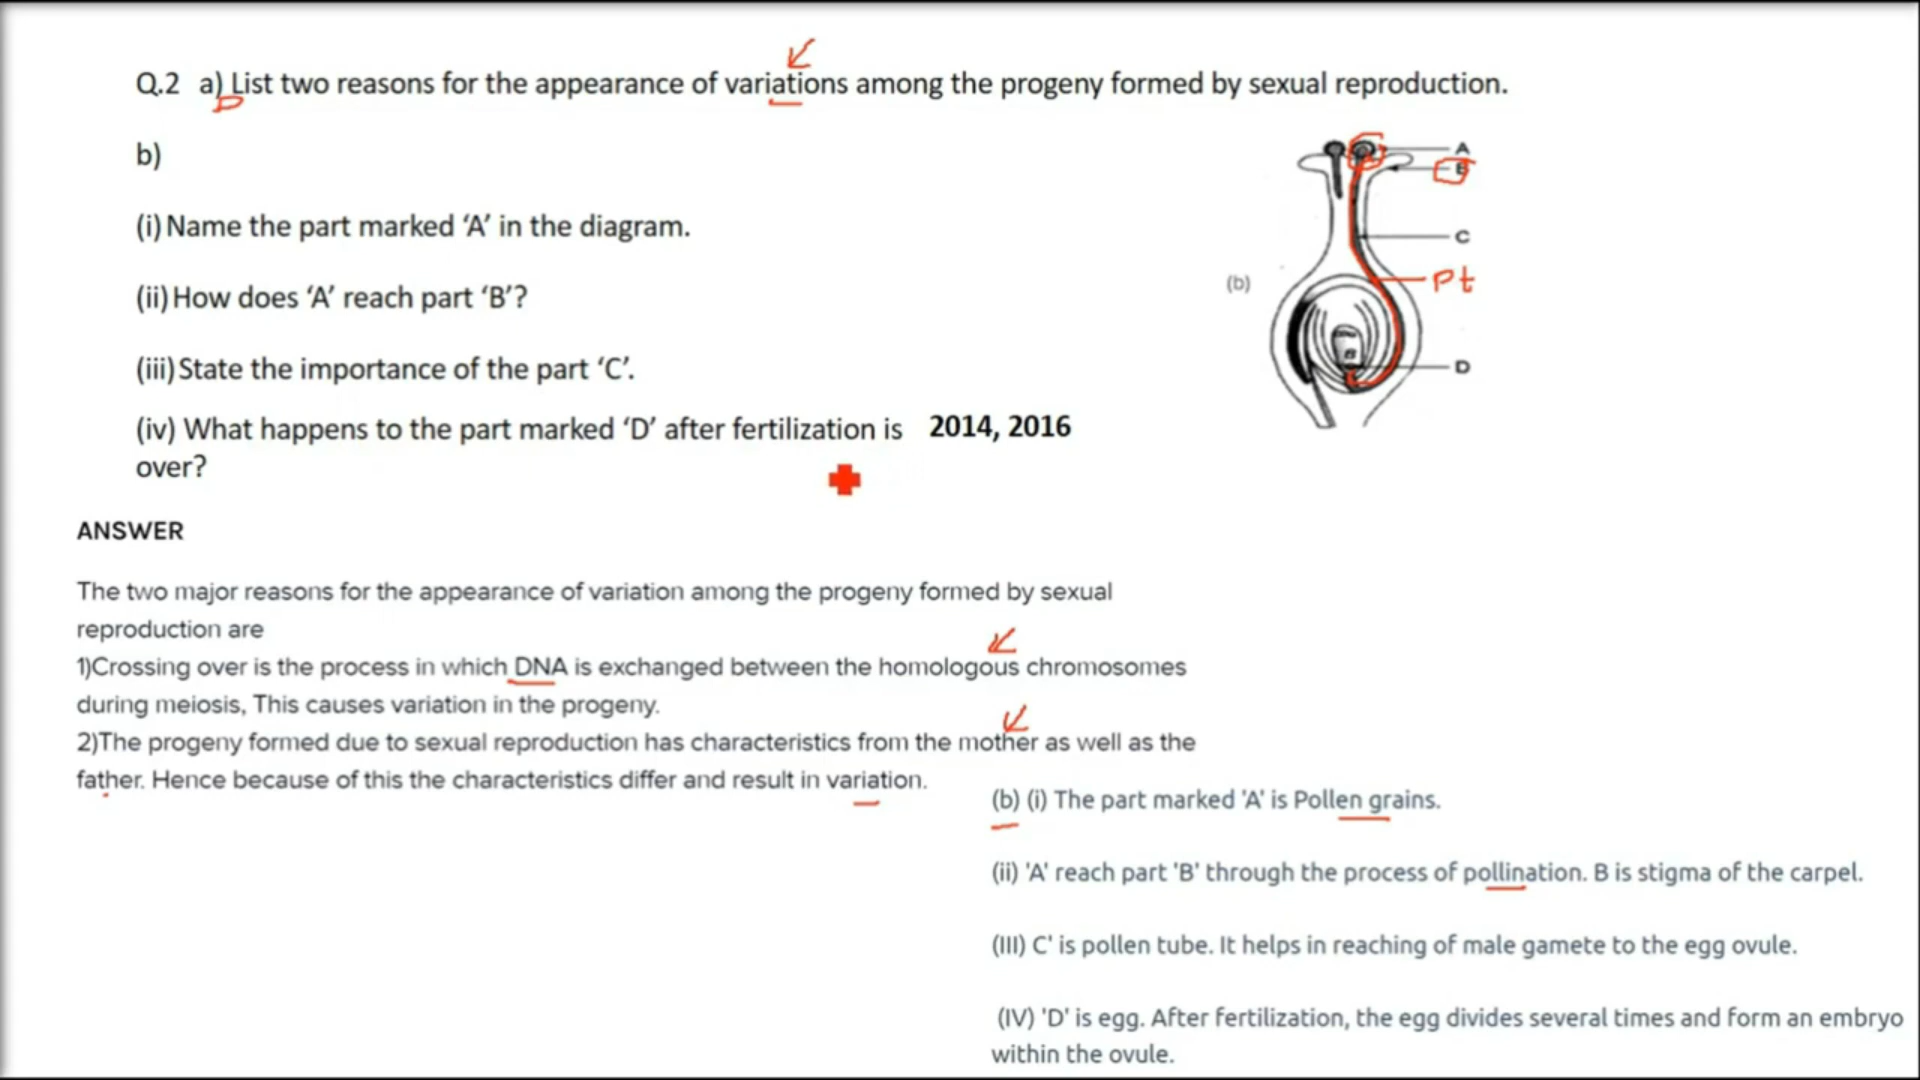 Q.2 a) List two reasons for the appearance of variations among the progeny formed by sexual reproduction.
b)
(i) Name the part marked ‘A’ in the diagram.
(ii) How does ‘A’ reach part ‘B’?
(iii) State the importance of the part ‘C’.
(iv) What happens to the part marked ‘D’ after fertilization is 2014, 2016
over?
A
B
C
Pt
(b)
B
D
ANSWER
The two major reasons for the appearance of variation among the progeny formed by sexual
reproduction are
1)Crossing over is the process in which DNA is exchanged between the homologous chromosomes
during meiosis, This causes variation in the progeny.
2)The progeny formed due to sexual reproduction has characteristics from the mother as well as the
father. Hence because of this the characteristics differ and result in variation.
(b) (i) The part marked 'A' is Pollen grains.
(ii) 'A' reach part 'B' through the process of pollination. B is stigma of the carpel.
(III) C' is pollen tube. It helps in reaching of male gamete to the egg ovule.
(IV) 'D' is egg. After fertilization, the egg divides several times and form an embryo
within the ovule.